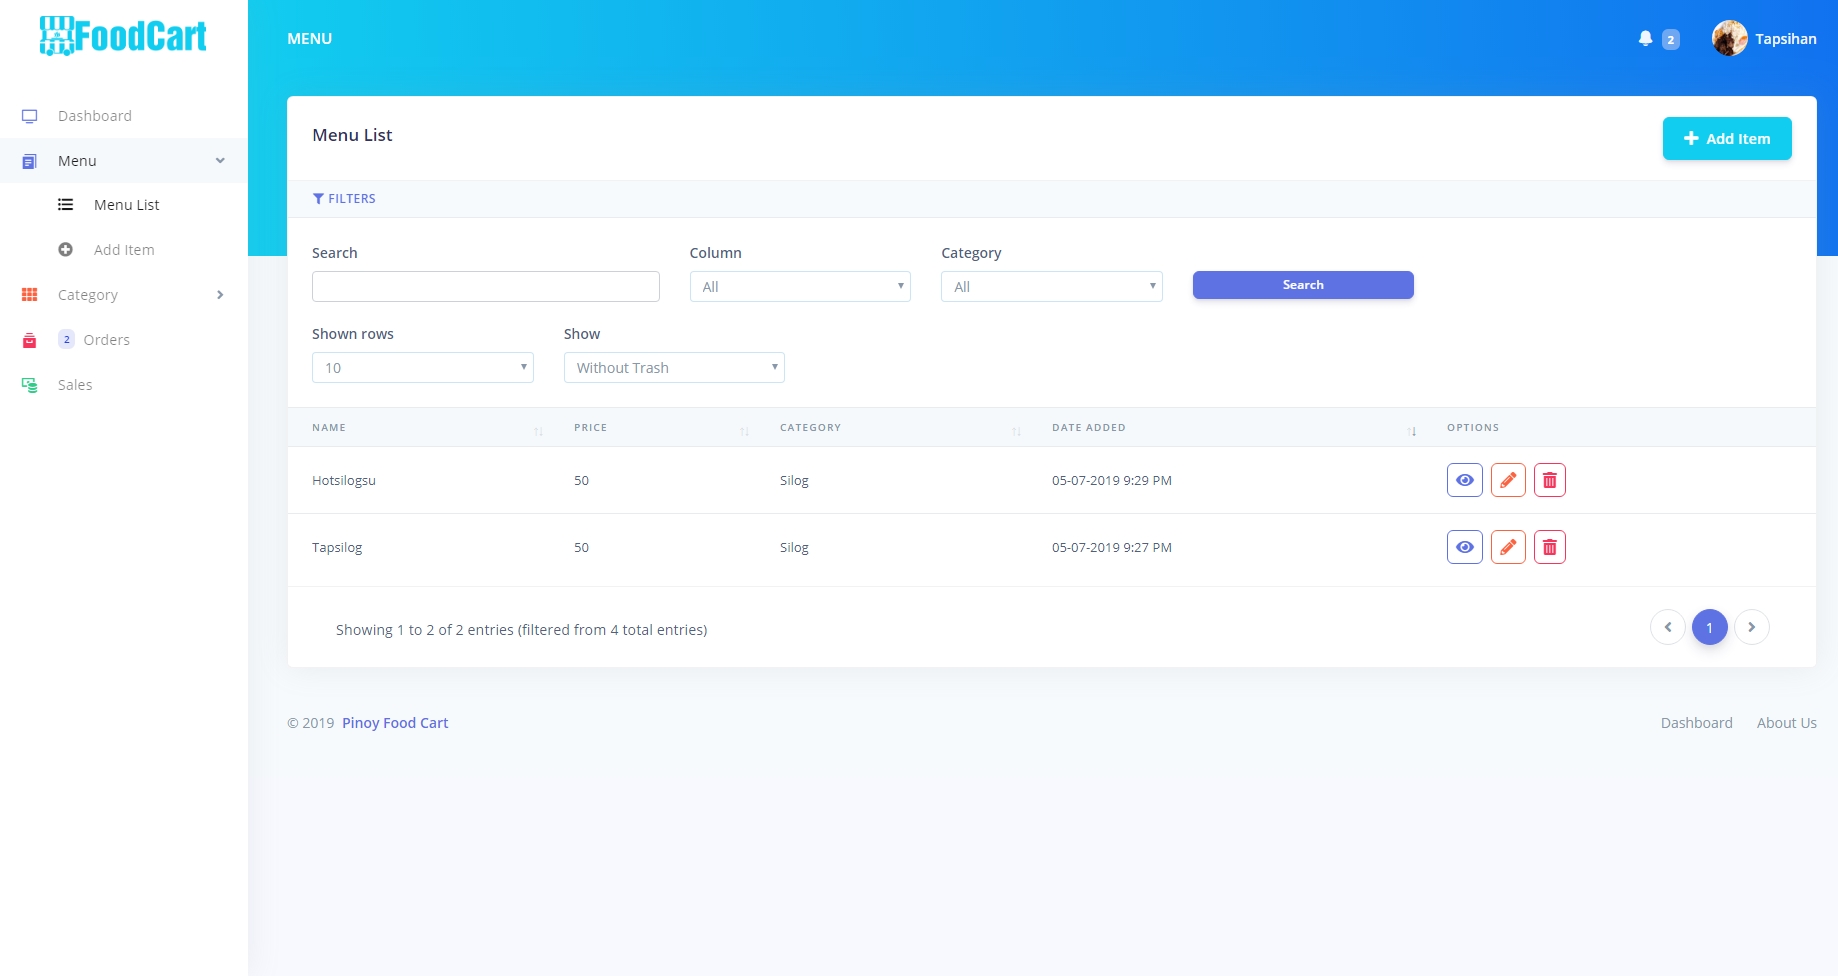 FoodCart
Dashboard
Menu
Menu List
Add Item
Category
2 Orders
Sales
MENU
2
Tapsihan
Menu List
Add Item
FILTERS
Search Column Category
All All Search
Shown rows Show
10 Without Trash
NAME PRICE CATEGORY DATE ADDED OPTIONS
Hotsilogsu 50 Silog 05-07-2019 9:29 PM
Tapsilog 50 Silog 05-07-2019 9:27 PM
Showing 1 to 2 of 2 entries (filtered from 4 total entries)
1
© 2019 Pinoy Food Cart
Dashboard About Us